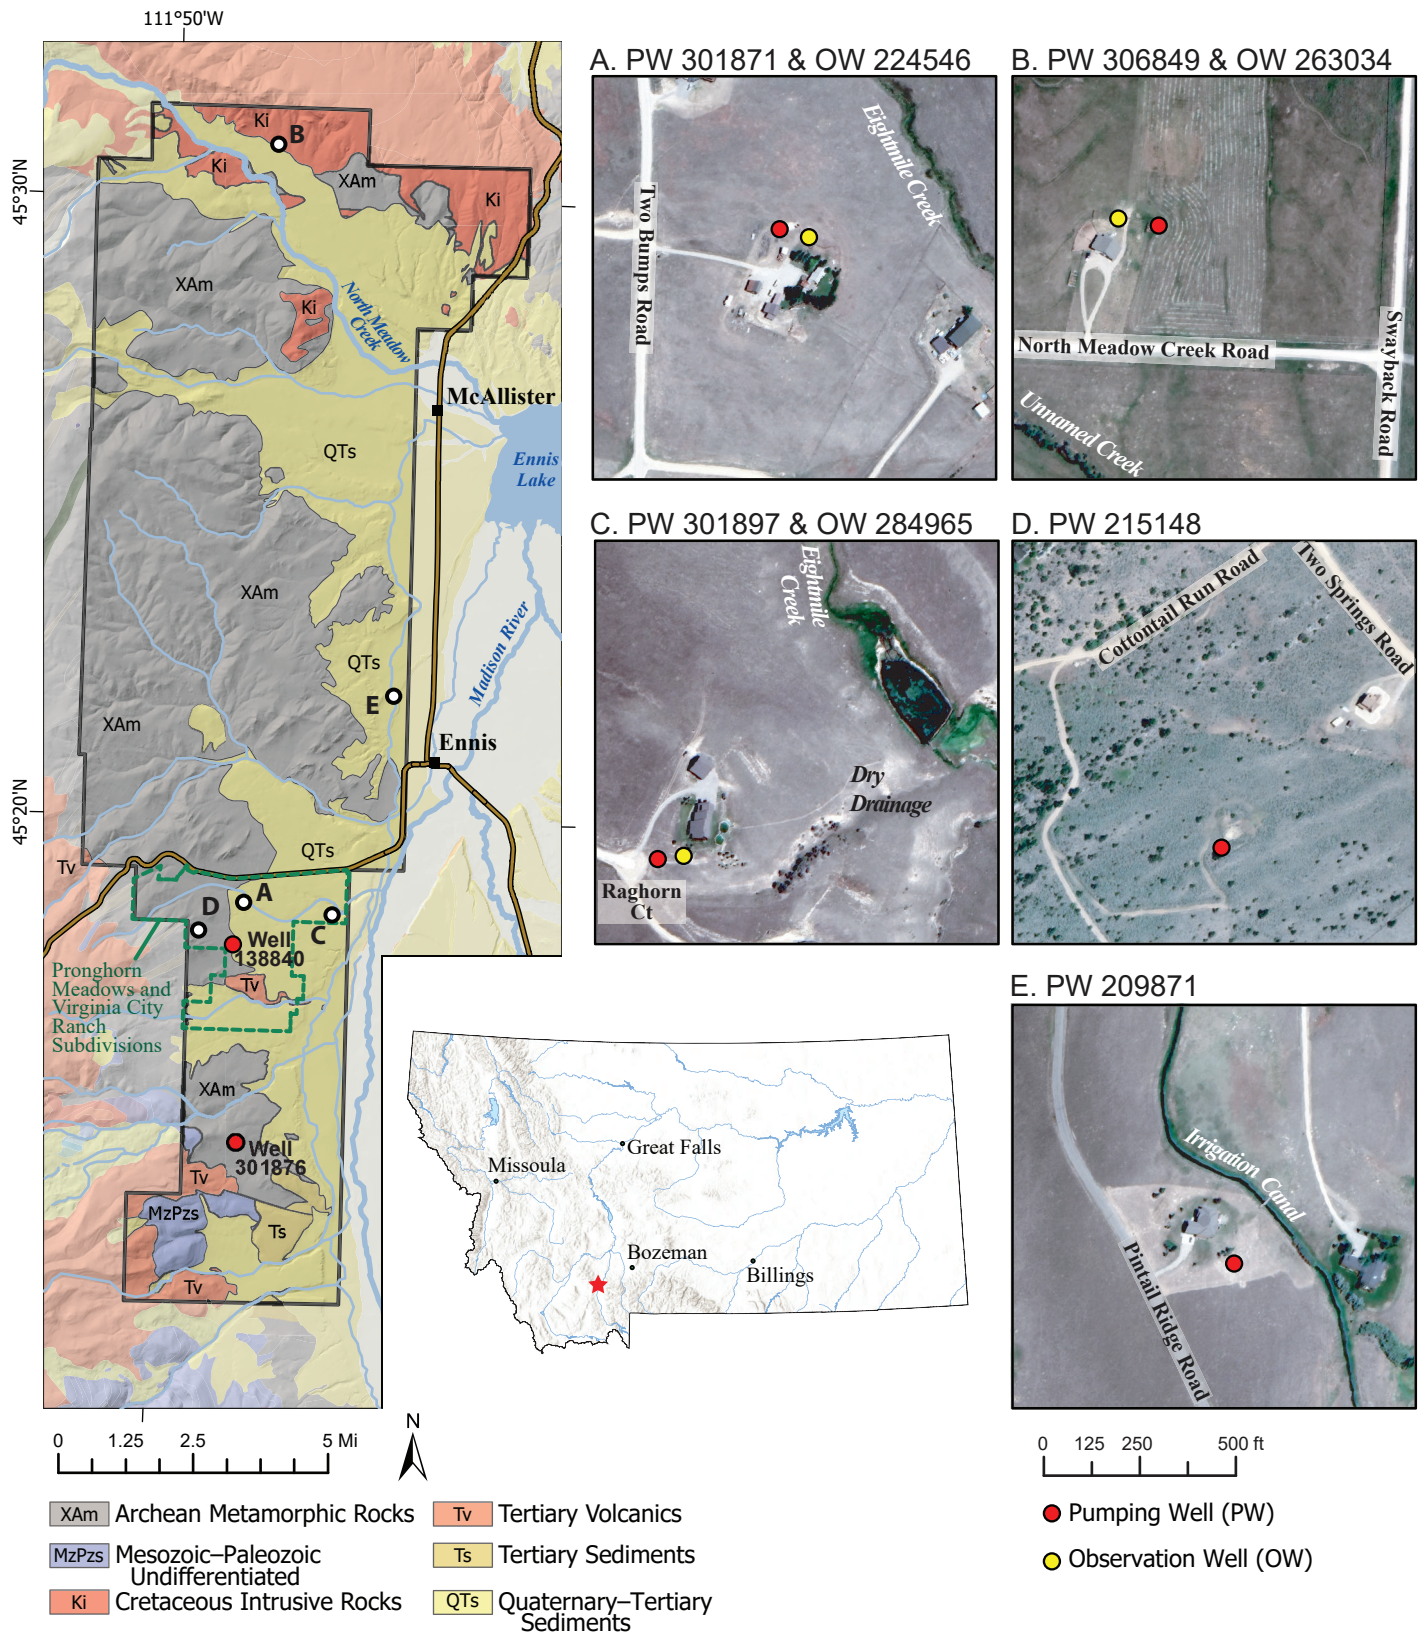 111°50'W
45°30'N
45°20'N
Ki
B
Ki
XAm
Ki
XAm
Ki
North Meadow
Creek
McAllister
QTs
Ennis
Lake
XAm
QTs
Madison River
E
XAm
Ennis
QTs
Tv
D
A
C
Well
138840
Pronghorn
Meadows and
Virginia City
Ranch
Subdivisions
Tv
XAm
Well
301876
Tv
MzPzs
Ts
Tv
A. PW 301871 & OW 224546
Eightmile Creek
Two Bumps Road
B. PW 306849 & OW 263034
North Meadow Creek Road
Swayback Road
Unnamed Creek
C. PW 301897 & OW 284965
Eightmile
Creek
Dry
Drainage
Raghorn
Ct
D. PW 215148
Cottontail Run Road
Two Springs Road
E. PW 209871
Irrigation Canal
Pintail Ridge Road
Great Falls
Missoula
Bozeman
Billings
0 1.25 2.5 5 Mi
N
0 125 250 500 ft
XAm Archean Metamorphic Rocks
MzPzs Mesozoic–Paleozoic
Undifferentiated
Ki Cretaceous Intrusive Rocks
Tv Tertiary Volcanics
Ts Tertiary Sediments
QTs Quaternary–Tertiary
Sediments
Pumping Well (PW)
Observation Well (OW)